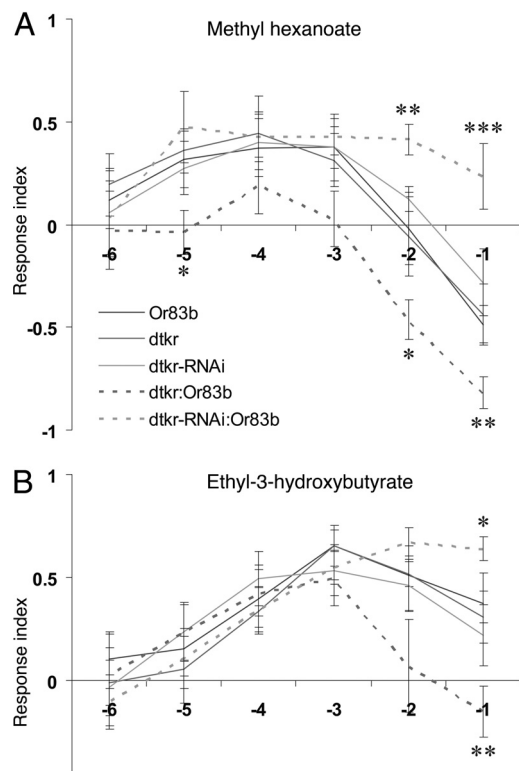 A
Methyl hexanoate
1
0.5
0
-0.5
-1
Response index
** ***
-6 -5 -4 -3 -2 -1
*
*
**
Or83b
dtkr
dtkr-RNAi
dtkr:Or83b
dtkr-RNAi:Or83b
B
Ethyl-3-hydroxybutyrate
1
0.5
0
Response index
*
-6 -5 -4 -3 -2 -1
**